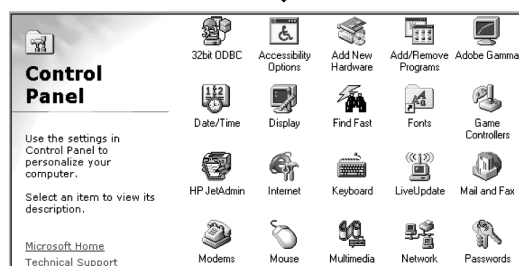 Control
Panel
Use the settings in
Control Panel to
personalize your
computer.
Select an item to view its
description.
Microsoft Home
Technical Support
32bit ODBC
Accessibility
Options
Add New
Hardware
Add/Remove
Programs
Adobe Gamma
Date/Time
Display
Find Fast
Fonts
Game
Controllers
HP JetAdmin
Internet
Keyboard
LiveUpdate
Mail and Fax
Modems
Mouse
Multimedia
Network
Passwords